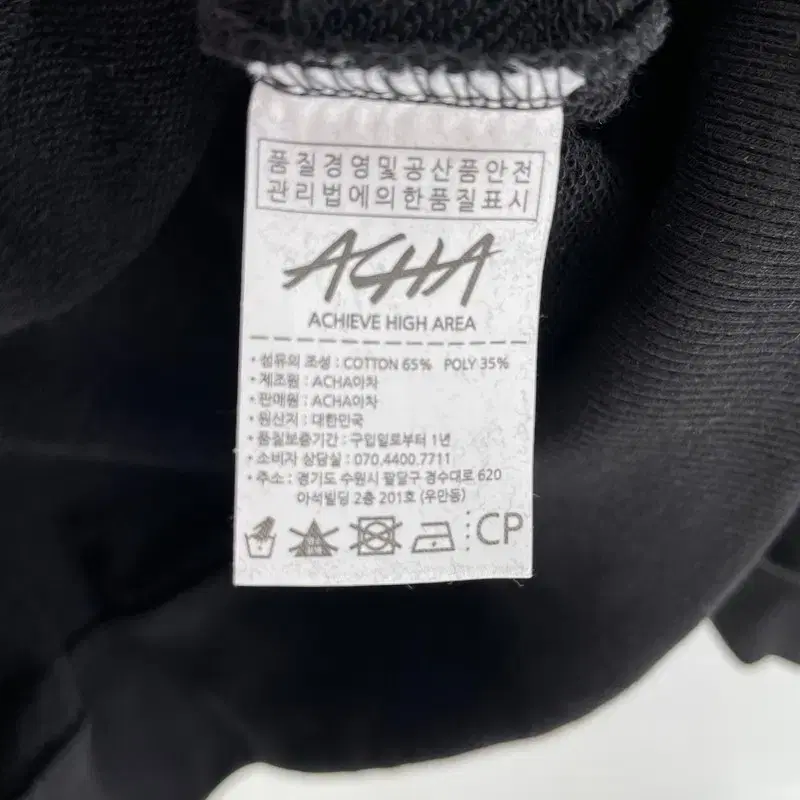 품질경영및공산품안전
관리법에의한품질표시
ACHA
ACHIEVE HIGH AREA
• 섬유의 조성 : COTTON 65% POLY 35%
• 제조원 : ACHA아차
• 판매원 : ACHA아차
• 원산지 : 대한민국
• 품질보증기간 : 구입일로부터 1년
• 소비자 상담실 : 070.4400.7711
• 주소 : 경기도 수원시 팔달구 경수대로 620
아석빌딩 2층 201호 (우만동)
CP